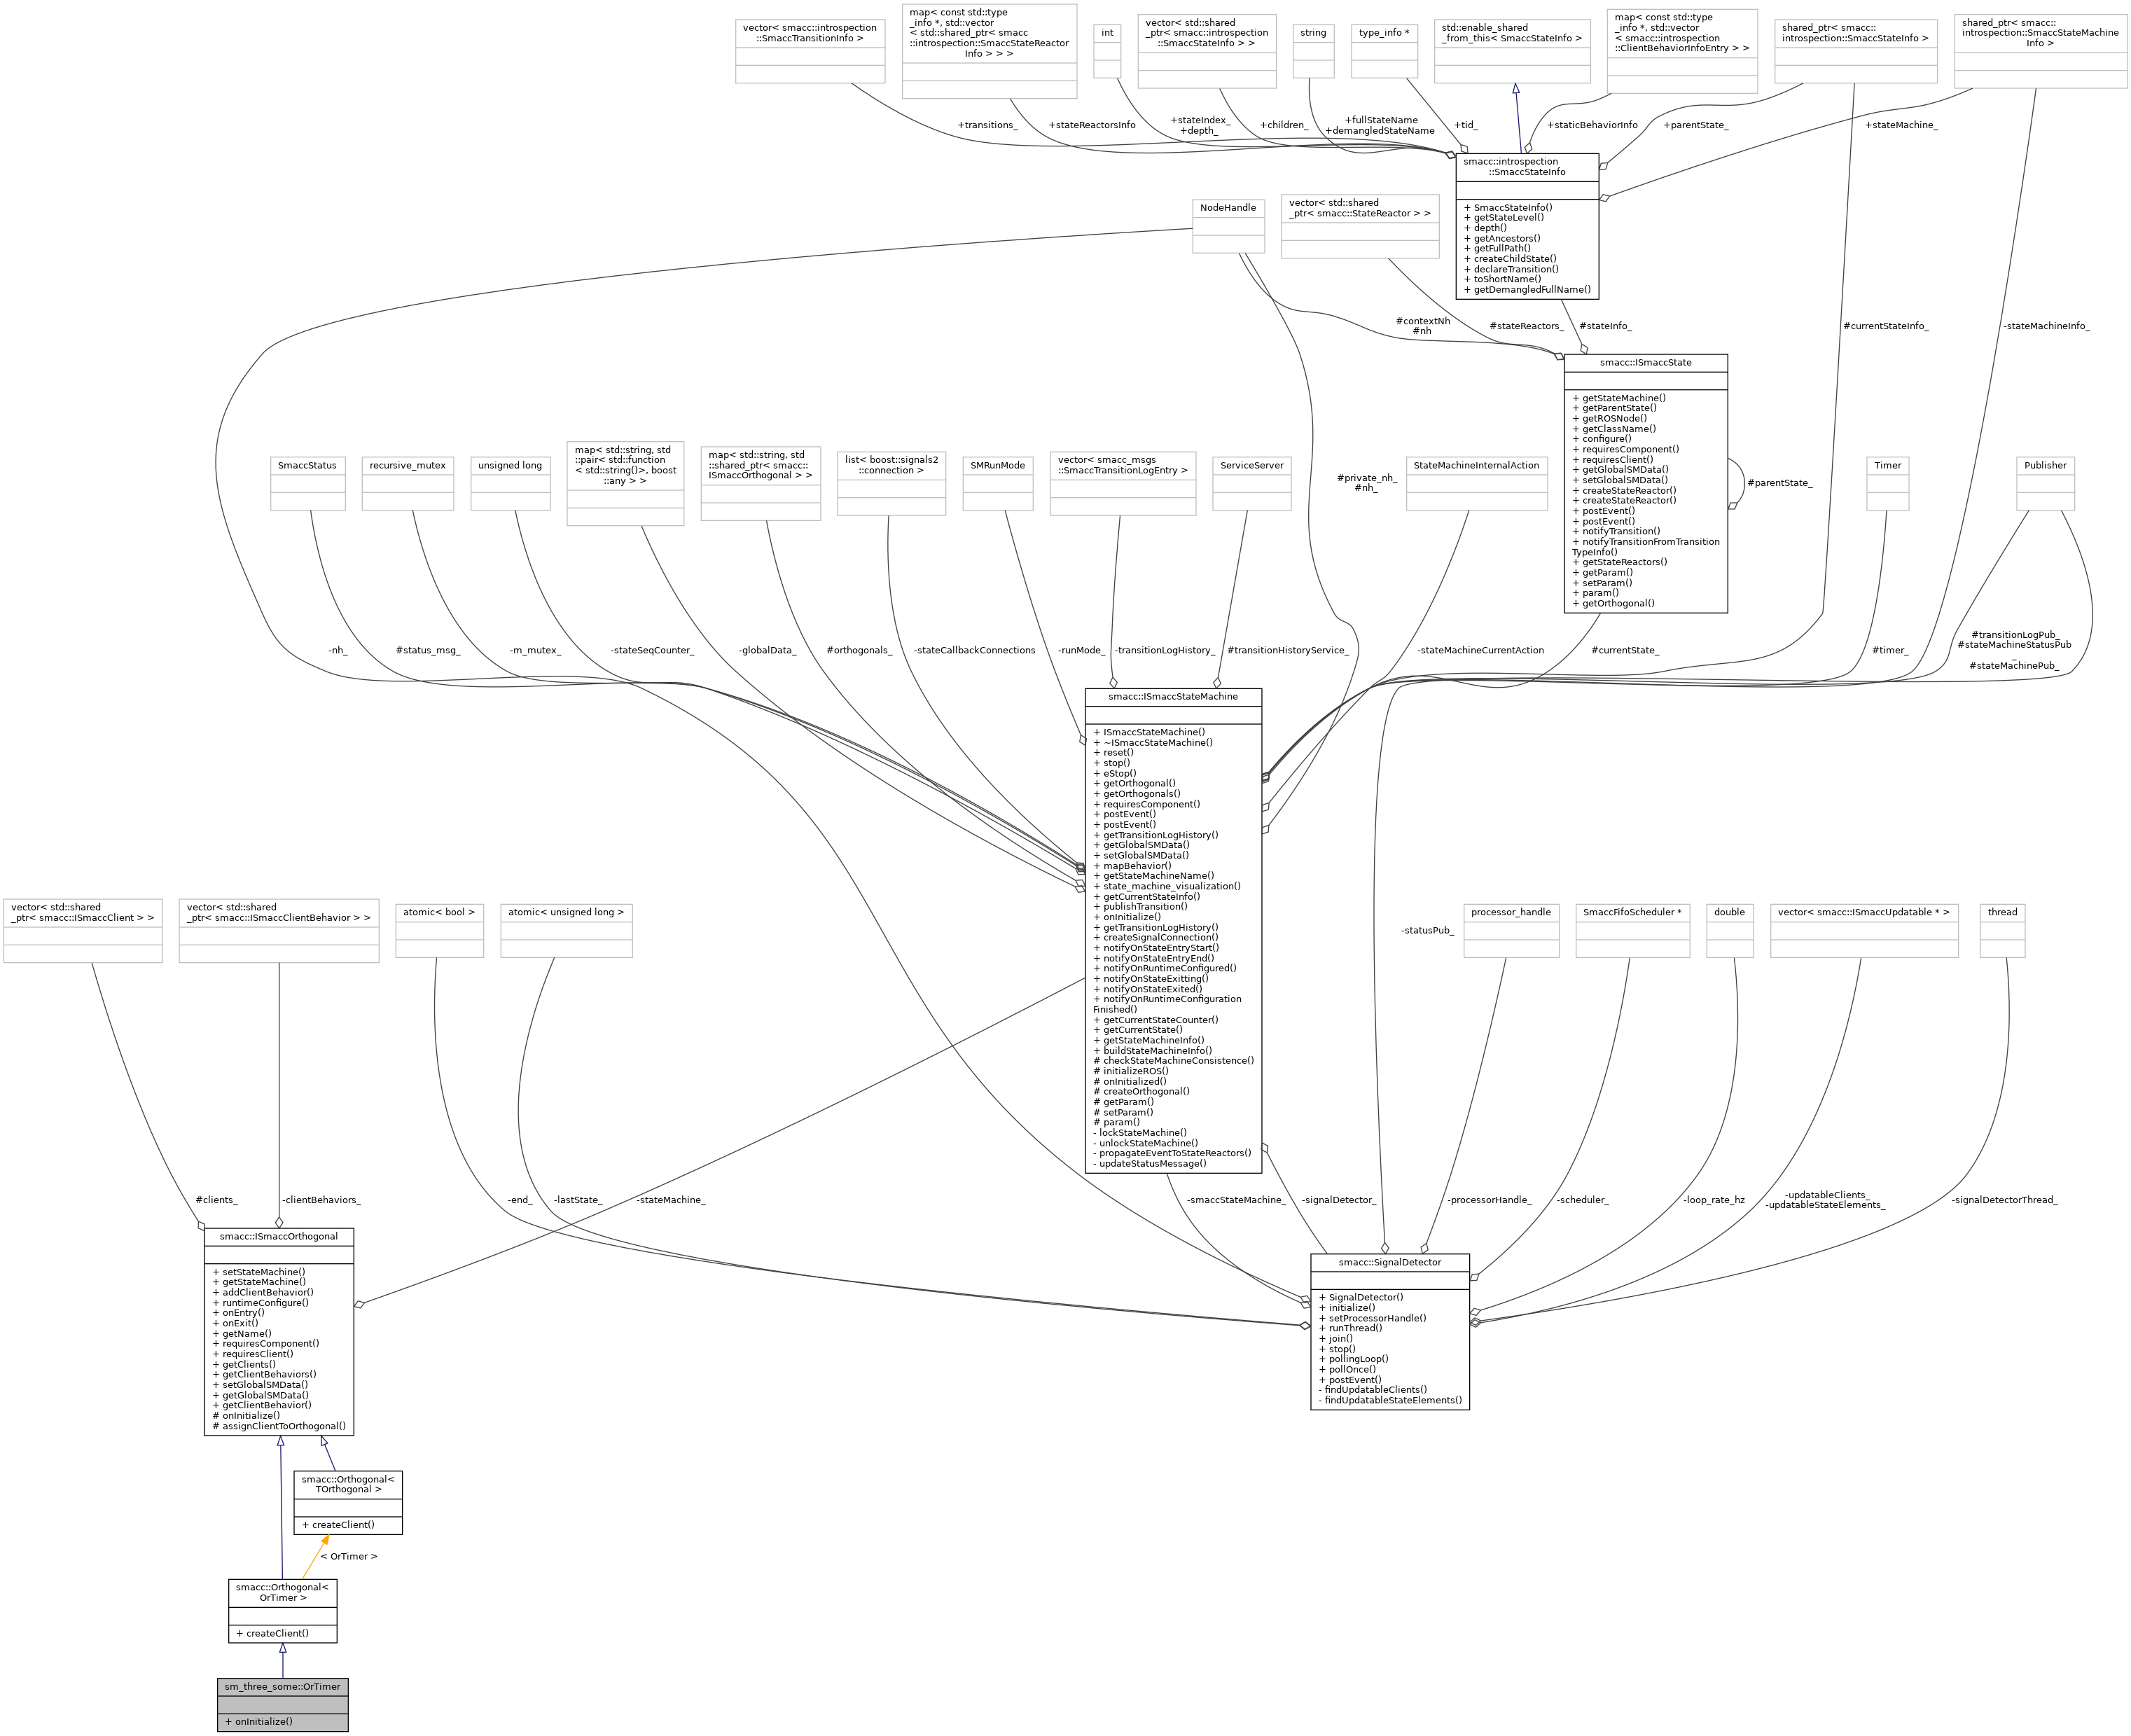 vector< smacc::introspection
::SmaccTransitionInfo >
map< const std::type
_info *, std::vector
< std::shared_ptr< smacc
::introspection::SmaccStateReactor
Info > > >
int
vector< std::shared
_ptr< smacc::introspection
::SmaccStateInfo > >
string
type_info *
std::enable_shared
_from_this< SmaccStateInfo >
map< const std::type
_info *, std::vector
< smacc::introspection
::ClientBehaviorInfoEntry > >
shared_ptr< smacc::
introspection::SmaccStateInfo >
shared_ptr< smacc::
introspection::SmaccStateMachine
Info >
+transitions_
+stateReactorsInfo
+stateIndex_
+depth_
+children_
+fullStateName
+demangledStateName
+tid_
+staticBehaviorInfo
+parentState_
+stateMachine_
smacc::introspection
::SmaccStateInfo
+ SmaccStateInfo()
+ getStateLevel()
+ depth()
+ getAncestors()
+ getFullPath()
+ createChildState()
+ declareTransition()
+ toShortName()
+ getDemangledFullName()
NodeHandle
vector< std::shared
_ptr< smacc::StateReactor > >
#contextNh
#nh
#stateReactors_
#stateInfo_
#currentStateInfo_
-stateMachineInfo_
smacc::ISmaccState
+ getStateMachine()
+ getParentState()
+ getROSNode()
+ getClassName()
+ configure()
+ requiresComponent()
+ requiresClient()
+ getGlobalSMData()
+ setGlobalSMData()
+ createStateReactor()
+ createStateReactor()
+ postEvent()
+ postEvent()
+ notifyTransition()
+ notifyTransitionFromTransition
TypeInfo()
+ getStateReactors()
+ getParam()
+ setParam()
+ param()
+ getOrthogonal()
#parentState_
SmaccStatus
recursive_mutex
unsigned long
map< std::string, std
::pair< std::function
< std::string()>, boost
::any > >
map< std::string, std
::shared_ptr< smacc::
ISmaccOrthogonal > >
list< boost::signals2
::connection >
SMRunMode
vector< smacc_msgs
::SmaccTransitionLogEntry >
ServiceServer
#private_nh_
#nh_
StateMachineInternalAction
Timer
Publisher
-nh_
#status_msg_
-m_mutex_
-stateSeqCounter_
-globalData_
#orthogonals_
-stateCallbackConnections
-runMode_
-transitionLogHistory_
#transitionHistoryService_
-stateMachineCurrentAction
#currentState_
#timer_
#transitionLogPub_
#stateMachineStatusPub
_
#stateMachinePub_
smacc::ISmaccStateMachine
+ ISmaccStateMachine()
+ ~ISmaccStateMachine()
+ reset()
+ stop()
+ eStop()
+ getOrthogonal()
+ getOrthogonals()
+ requiresComponent()
+ postEvent()
+ postEvent()
+ getTransitionLogHistory()
+ getGlobalSMData()
+ setGlobalSMData()
+ mapBehavior()
+ getStateMachineName()
+ state_machine_visualization()
+ getCurrentStateInfo()
+ publishTransition()
+ onInitialize()
+ getTransitionLogHistory()
+ createSignalConnection()
+ notifyOnStateEntryStart()
+ notifyOnStateEntryEnd()
+ notifyOnRuntimeConfigured()
+ notifyOnStateExitting()
+ notifyOnStateExited()
+ notifyOnRuntimeConfiguration
Finished()
+ getCurrentStateCounter()
+ getCurrentState()
+ getStateMachineInfo()
+ buildStateMachineInfo()
# checkStateMachineConsistence()
# initializeROS()
# onInitialized()
# createOrthogonal()
# getParam()
# setParam()
# param()
- lockStateMachine()
- unlockStateMachine()
- propagateEventToStateReactors()
- updateStatusMessage()
vector< std::shared
_ptr< smacc::ISmaccClient > >
vector< std::shared
_ptr< smacc::ISmaccClientBehavior > >
atomic< bool >
atomic< unsigned long >
-statusPub_
processor_handle
SmaccFifoScheduler *
double
vector< smacc::ISmaccUpdatable * >
thread
#clients_
-clientBehaviors_
-end_
-lastState_
-stateMachine_
-smaccStateMachine_
-signalDetector_
-processorHandle_
-scheduler_
-loop_rate_hz
-updatableClients_
-updatableStateElements_
-signalDetectorThread_
smacc::ISmaccOrthogonal
+ setStateMachine()
+ getStateMachine()
+ addClientBehavior()
+ runtimeConfigure()
+ onEntry()
+ onExit()
+ getName()
+ requiresComponent()
+ requiresClient()
+ getClients()
+ getClientBehaviors()
+ setGlobalSMData()
+ getGlobalSMData()
+ getClientBehavior()
# onInitialize()
# assignClientToOrthogonal()
smacc::SignalDetector
+ SignalDetector()
+ initialize()
+ setProcessorHandle()
+ runThread()
+ join()
+ stop()
+ pollingLoop()
+ pollOnce()
+ postEvent()
- findUpdatableClients()
- findUpdatableStateElements()
smacc::Orthogonal<
TOrthogonal >
+ createClient()
< OrTimer >
smacc::Orthogonal<
OrTimer >
+ createClient()
sm_three_some::OrTimer
+ onInitialize()